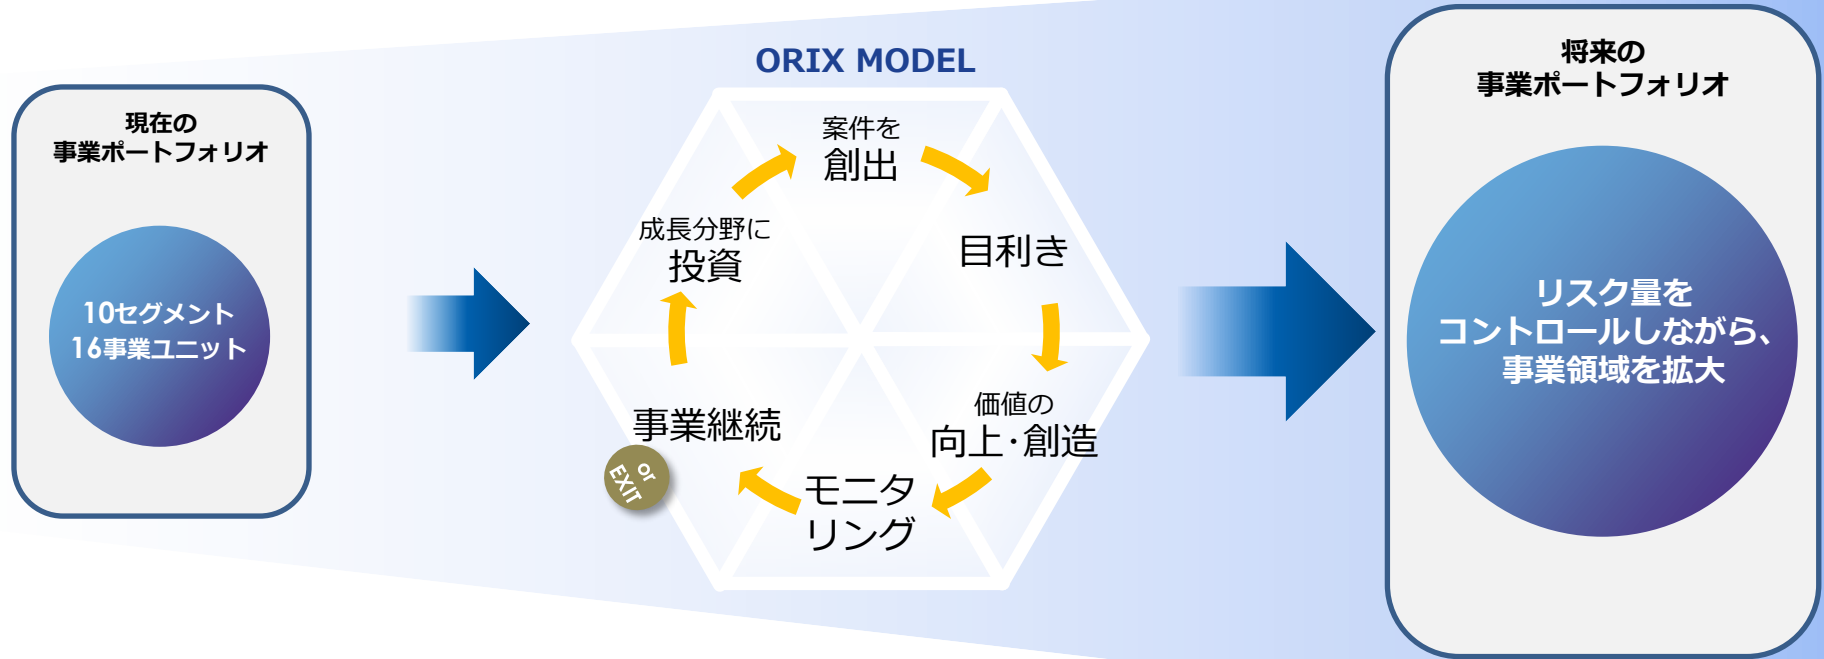 現在の
事業ポートフォリオ
10セグメント
16事業ユニット
ORIX MODEL
案件を
創出
目利き
価値の
向上・創造
モニタ
リング
事業継続
or
EXIT
成長分野に
投資
将来の
事業ポートフォリオ
リスク量を
コントロールしながら、
事業領域を拡大